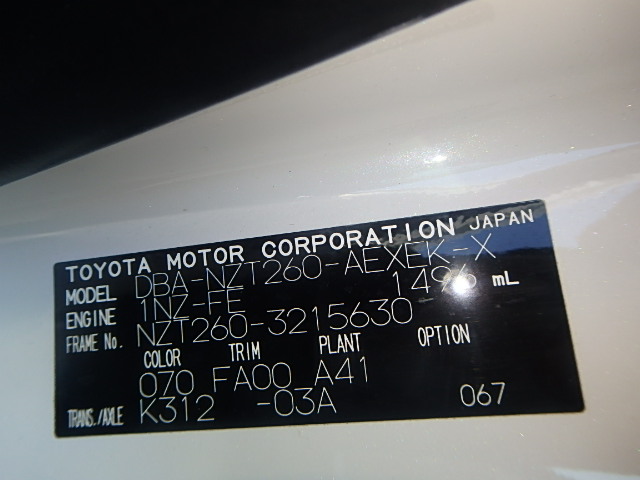 TOYOTA MOTOR CORPORATION JAPAN
MODEL DBA-NZT260-AEXEK-X
ENGINE 1NZ-FE 1496 mL
FRAME No. NZT260-3215630
COLOR TRIM PLANT OPTION
070 FA00 A41
TRANS./AXLE K312 -03A 067